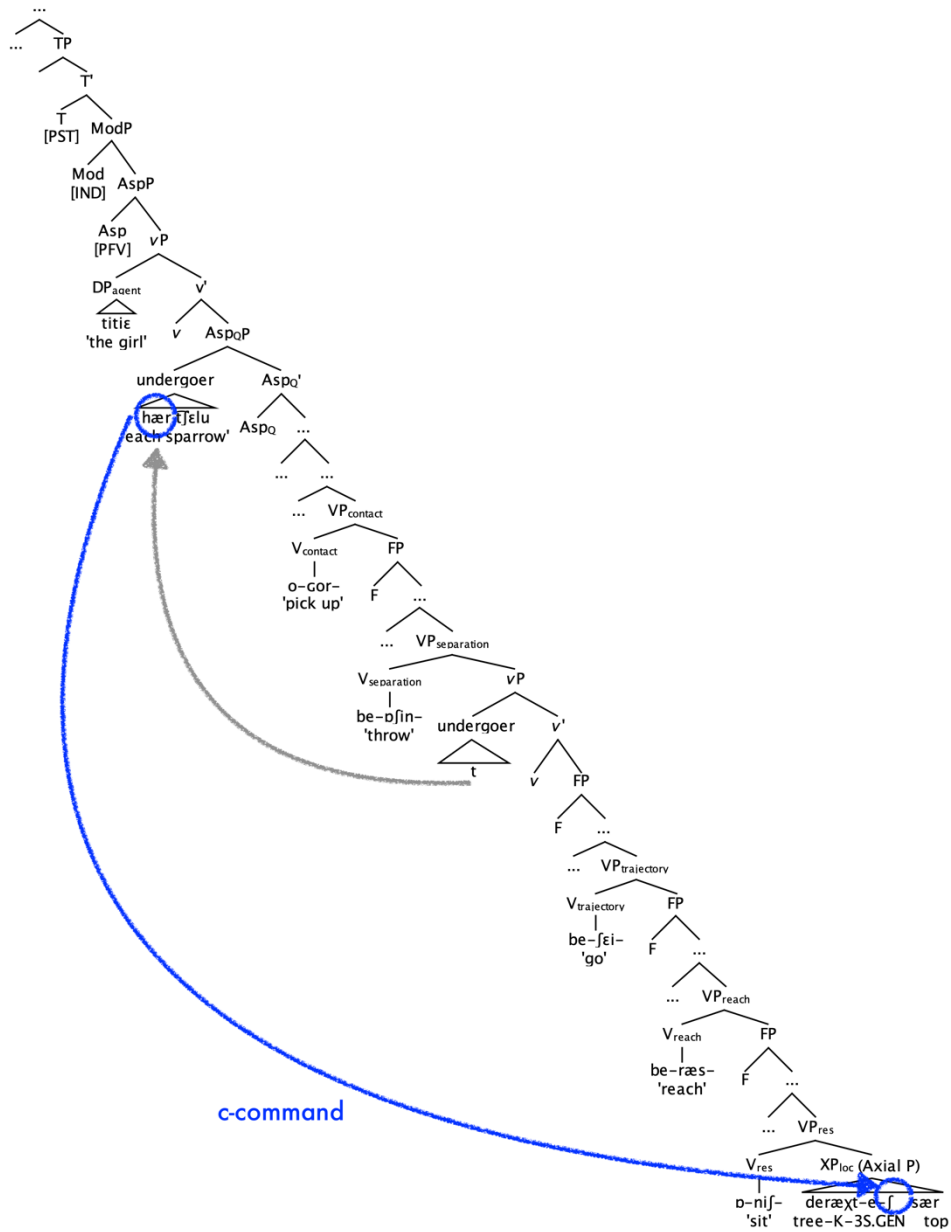 ...
... TP
T'
T
[PST] ModP
Mod
[IND] AspP
Asp
[PFV] vP
DPagent v'
titiɛ
'the girl' v AspQP
undergoer AspQ'
hær t͡ʃɛlu
each sparrow' AspQ ...
... ...
... VPcontact
Vcontact FP
o-ɢor-
'pick up' F ...
... VPseparation
Vseparation vP
be-ɒʃin-
'throw' undergoer v'
t v FP
F ...
... VPtrajectory
Vtrajectory FP
be-ʃɛi-
'go' F ...
... VPreach
Vreach FP
be-ræs-
'reach' F ...
c-command
... VPres
Vres XPloc (Axial P)
ɒ-niʃ- deræχt-e-ʃ sær
'sit' tree-K-3S.GEN top